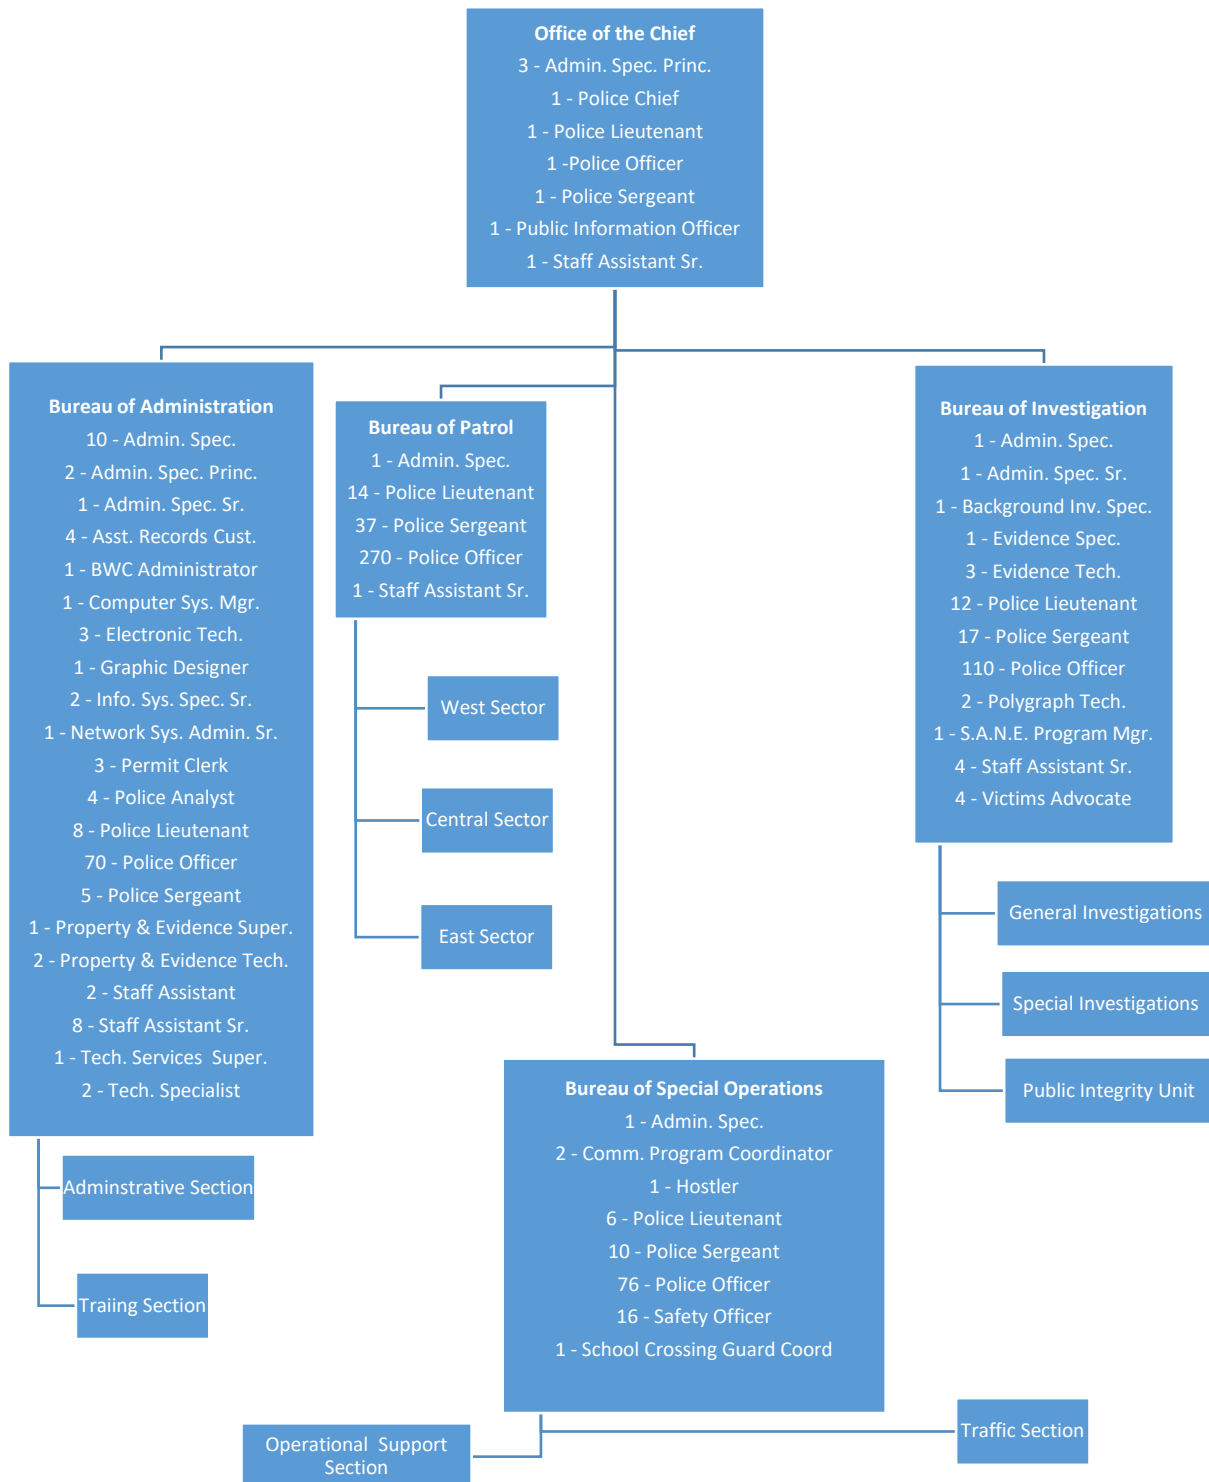 Office of the Chief
3 - Admin. Spec. Princ.
1 - Police Chief
1 - Police Lieutenant
1 -Police Officer
1 - Police Sergeant
1 - Public Information Officer
1 - Staff Assistant Sr.
Bureau of Administration
10 - Admin. Spec.
2 - Admin. Spec. Princ.
1 - Admin. Spec. Sr.
4 - Asst. Records Cust.
1 - BWC Administrator
1 - Computer Sys. Mgr.
3 - Electronic Tech.
1 - Graphic Designer
2 - Info. Sys. Spec. Sr.
1 - Network Sys. Admin. Sr.
3 - Permit Clerk
4 - Police Analyst
8 - Police Lieutenant
70 - Police Officer
5 - Police Sergeant
1 - Property & Evidence Super.
2 - Property & Evidence Tech.
2 - Staff Assistant
8 - Staff Assistant Sr.
1 - Tech. Services  Super.
2 - Tech. Specialist
Adminstrative Section
Traiing Section
Bureau of Patrol
1 - Admin. Spec.
14 - Police Lieutenant
37 - Police Sergeant
270 - Police Officer
1 - Staff Assistant Sr.
West Sector
Central Sector
East Sector
Bureau of Investigation
1 - Admin. Spec.
1 - Admin. Spec. Sr.
1 - Background Inv. Spec.
1 - Evidence Spec.
3 - Evidence Tech.
12 - Police Lieutenant
17 - Police Sergeant
110 - Police Officer
2 - Polygraph Tech.
1 - S.A.N.E. Program Mgr.
4 - Staff Assistant Sr.
4 - Victims Advocate
General Investigations
Special Investigations
Public Integrity Unit
Bureau of Special Operations
1 - Admin. Spec.
2 - Comm. Program Coordinator
1 - Hostler
6 - Police Lieutenant
10 - Police Sergeant
76 - Police Officer
16 - Safety Officer
1 - School Crossing Guard Coord
Operational  Support
Section
Traffic Section